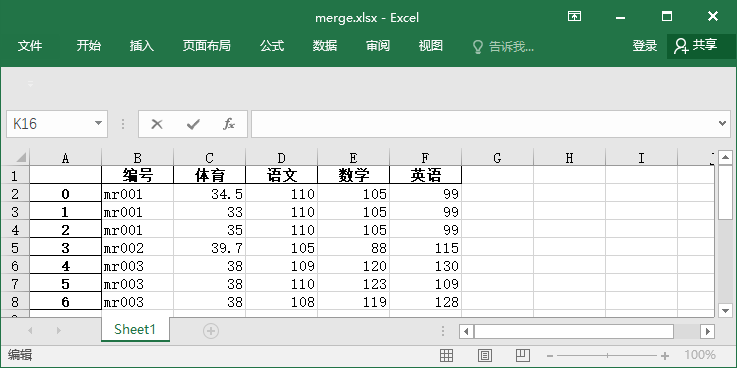 merge.xlsx - Excel
文件 开始 插入 页面布局 公式 数据 审阅 视图 告诉我... 登录 共享
K16 fx
A B C D E F G H I J
1 编号 体育 语文 数学 英语
2 0 mr001 34.5 110 105 99
3 1 mr001 33 110 105 99
4 2 mr001 35 110 105 99
5 3 mr002 39.7 105 88 115
6 4 mr003 38 109 120 130
7 5 mr003 38 110 123 109
8 6 mr003 38 108 119 128
Sheet1
编辑 100%